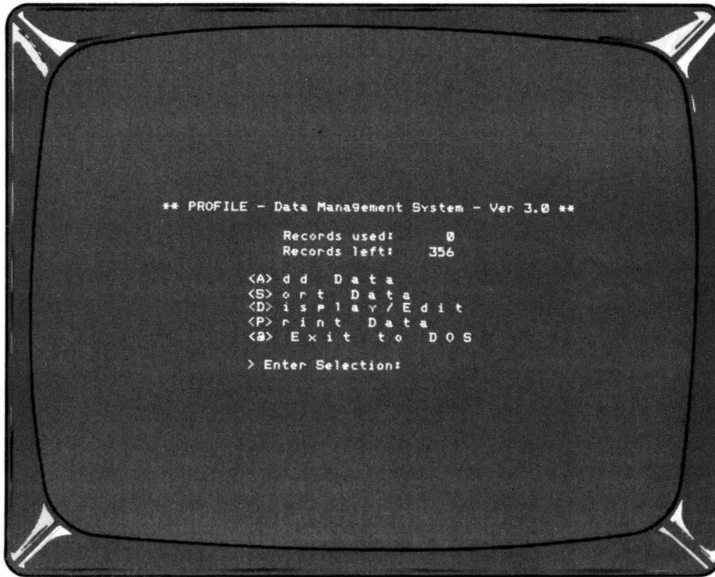 ** PROFILE - Data Management System - Ver 3.0 **
Records used: 0
Records left: 356
<A> d d D a t a
<S> o r t D a t a
<D> i s p l a y / E d i t
<P> r i n t D a t a
<@> E x i t t o D O S
> Enter Selection: